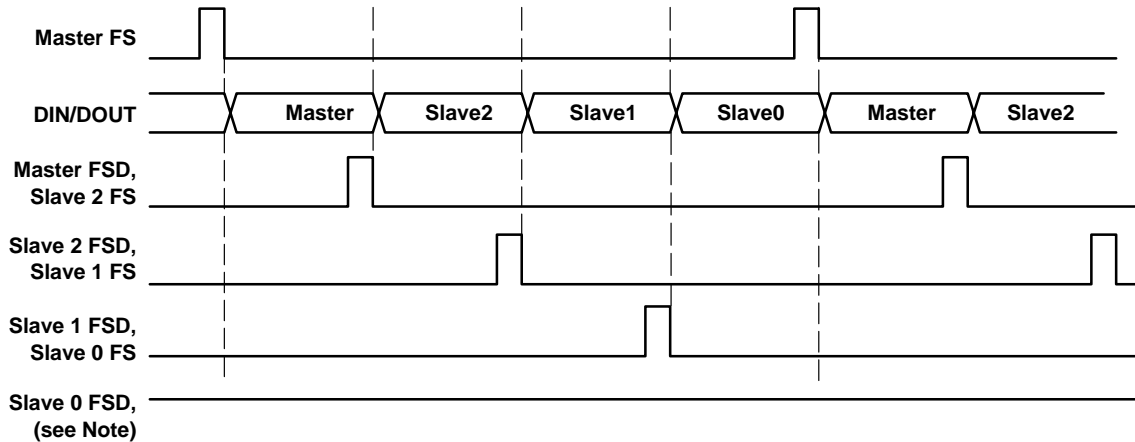 Master FS
DIN/DOUT
Master
Slave2
Slave1
Slave0
Master
Slave2
Master FSD,
Slave 2 FS
Slave 2 FSD,
Slave 1 FS
Slave 1 FSD,
Slave 0 FS
Slave 0 FSD,
(see Note)